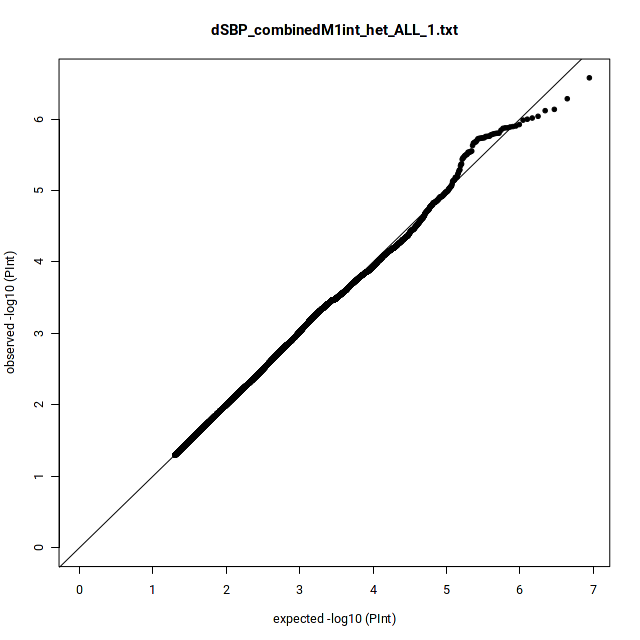 dSBP_combinedM1int_het_ALL_1.txt
observed -log10 (PInt)
6
5
4
3
2
1
0
0 1 2 3 4 5 6 7
expected -log10 (PInt)